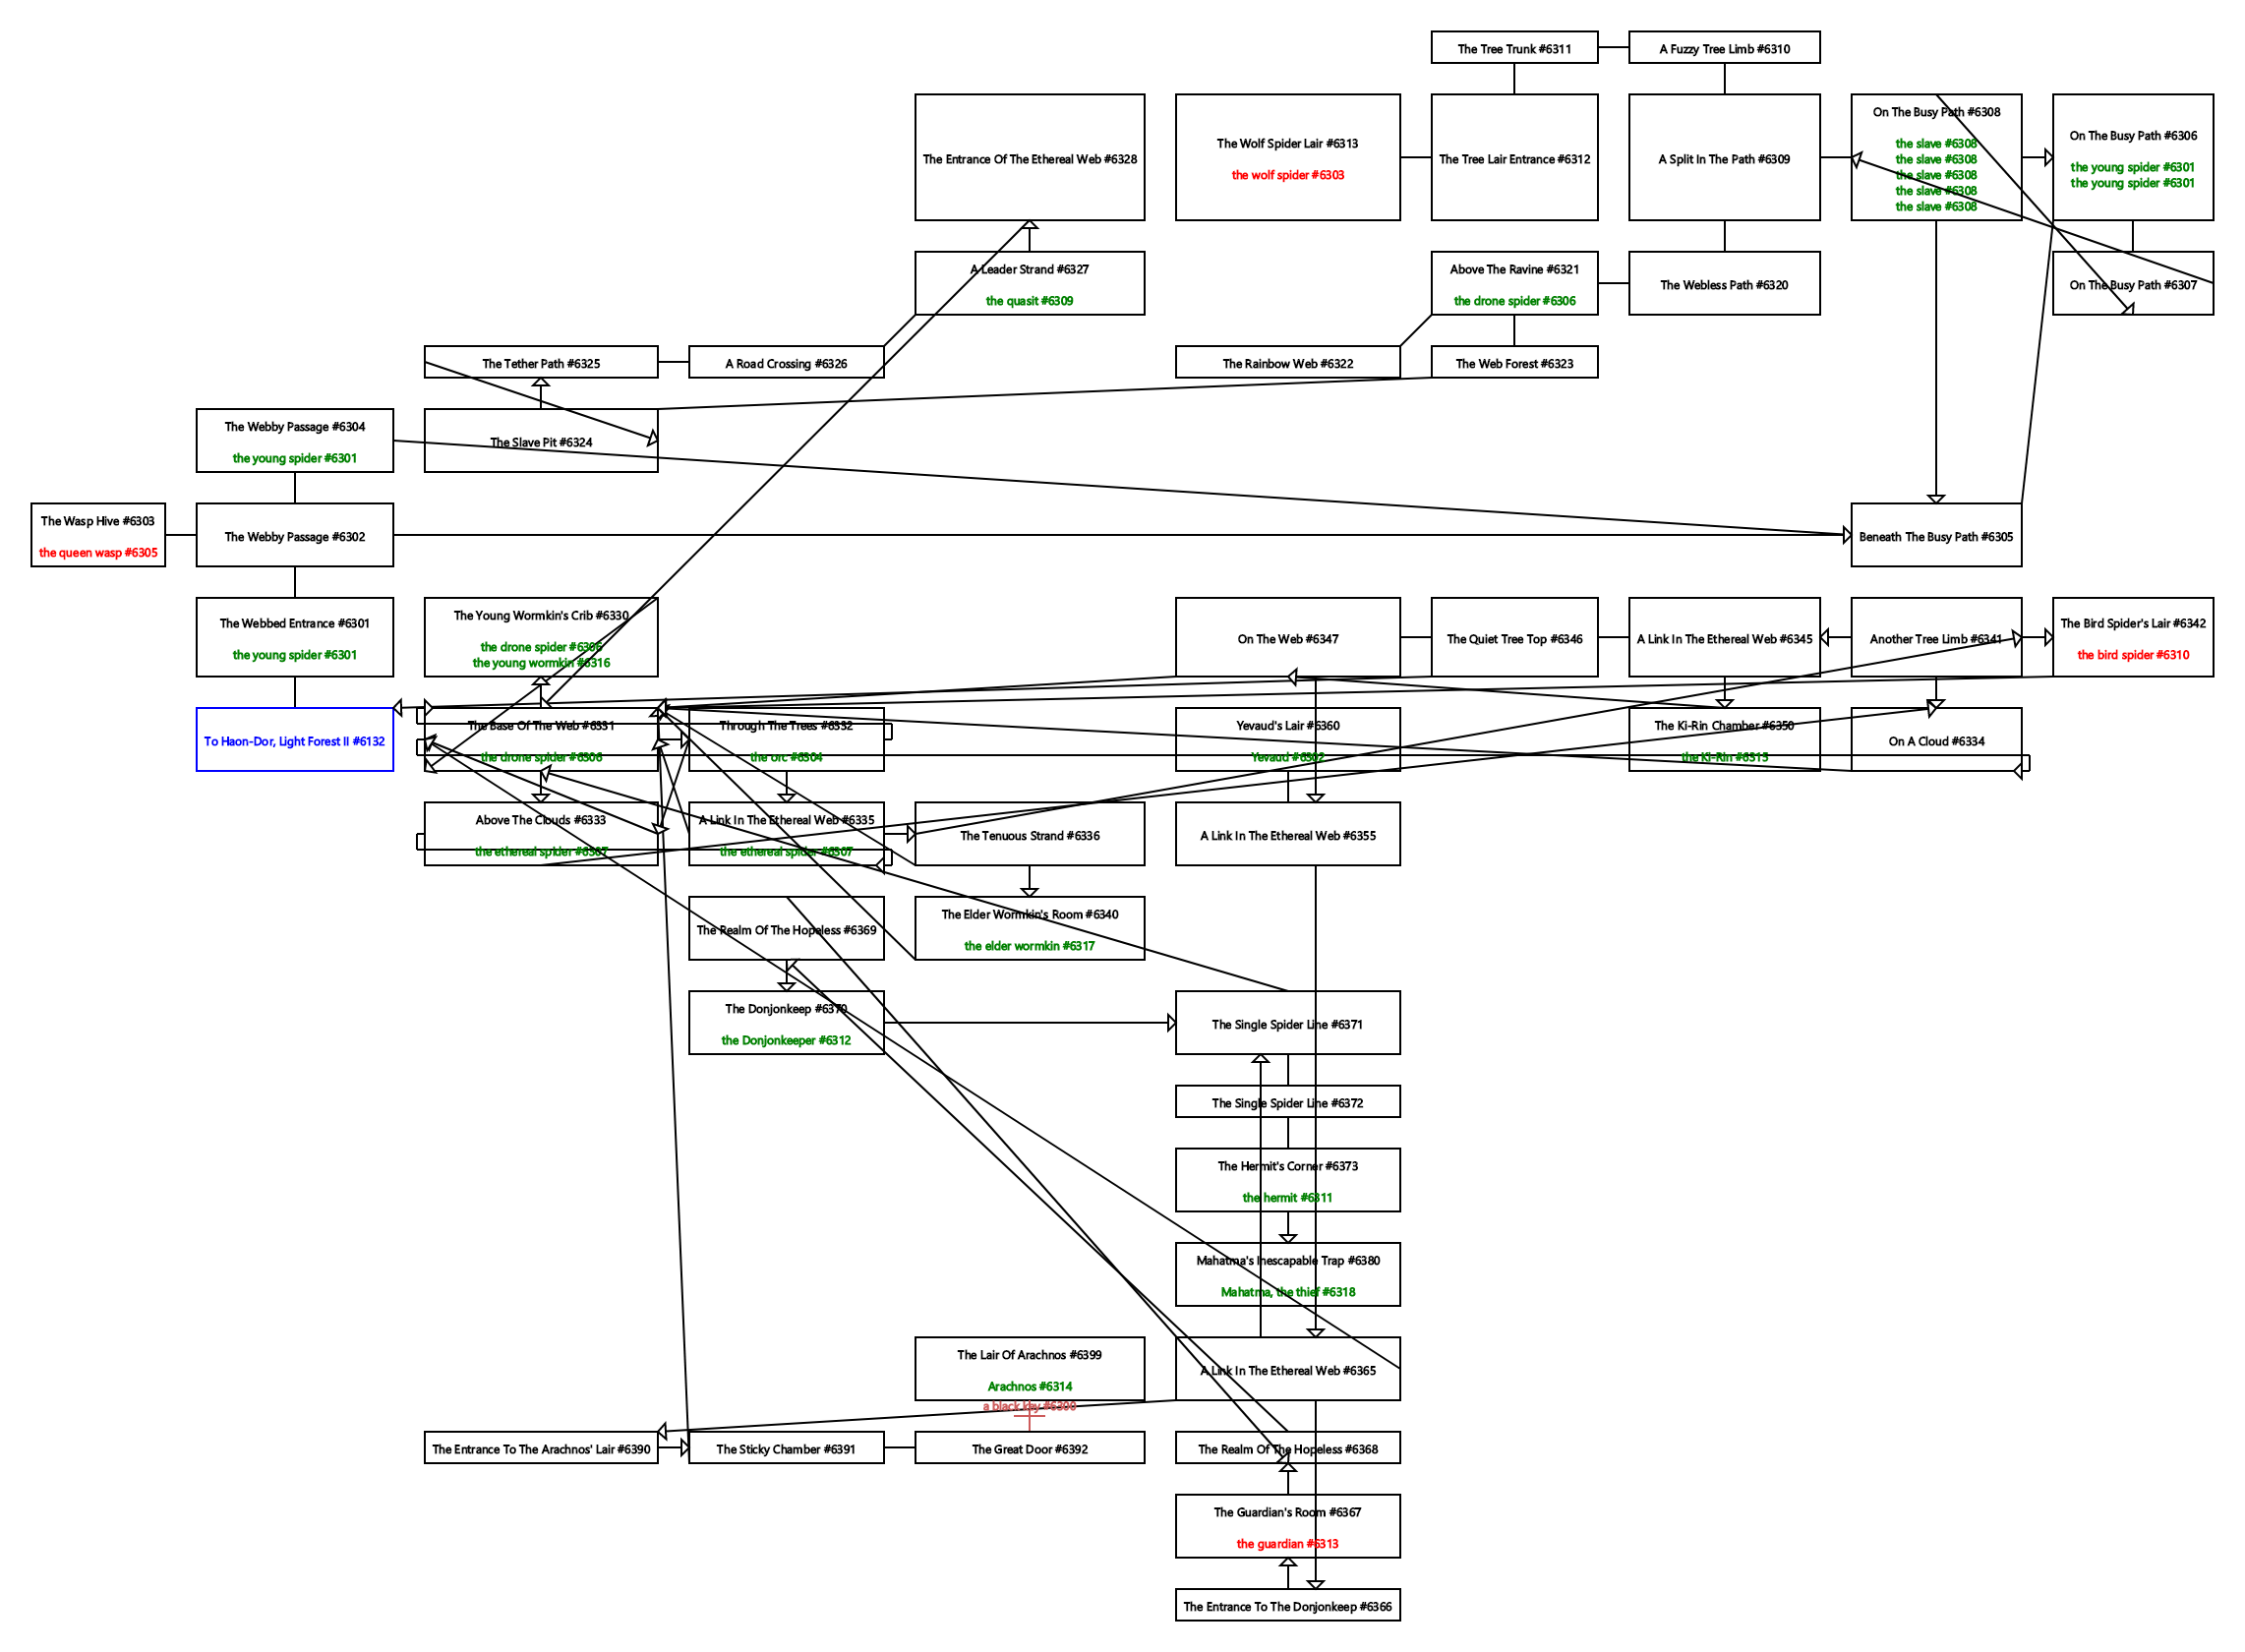 The Tree Trunk #6311
A Fuzzy Tree Limb #6310
The Entrance Of The Ethereal Web #6328
The Wolf Spider Lair #6313
the wolf spider #6303
The Tree Lair Entrance #6312
A Split In The Path #6309
On The Busy Path #6308
the slave #6308
the slave #6308
the slave #6308
the slave #6308
the slave #6308
On The Busy Path #6306
the young spider #6301
the young spider #6301
A Leader Strand #6327
the quasit #6309
Above The Ravine #6321
the drone spider #6306
The Webless Path #6320
On The Busy Path #6307
The Tether Path #6325
A Road Crossing #6326
The Rainbow Web #6322
The Web Forest #6323
The Webby Passage #6304
the young spider #6301
The Slave Pit #6324
The Wasp Hive #6303
the queen wasp #6305
The Webby Passage #6302
Beneath The Busy Path #6305
The Webbed Entrance #6301
the young spider #6301
The Young Wormkin's Crib #6330
the drone spider #6306
the young wormkin #6316
On The Web #6347
The Quiet Tree Top #6346
A Link In The Ethereal Web #6345
Another Tree Limb #6341
The Bird Spider's Lair #6342
the bird spider #6310
To Haon-Dor, Light Forest II #6132
The Base Of The Web #6331
the drone spider #6306
Through The Trees #6332
the orc #6304
Yevaud's Lair #6360
Yevaud #6302
The Ki-Rin Chamber #6350
the Ki-Rin #6315
On A Cloud #6334
Above The Clouds #6333
the ethereal spider #6307
A Link In The Ethereal Web #6335
the ethereal spider #6307
The Tenuous Strand #6336
A Link In The Ethereal Web #6355
The Realm Of The Hopeless #6369
The Elder Wormkin's Room #6340
the elder wormkin #6317
The Donjonkeep #6370
the Donjonkeeper #6312
The Single Spider Line #6371
The Single Spider Line #6372
The Hermit's Corner #6373
the hermit #6311
Mahatma's Inescapable Trap #6380
Mahatma, the thief #6318
The Lair Of Arachnos #6399
Arachnos #6314
a black key #6300
A Link In The Ethereal Web #6365
The Entrance To The Arachnos' Lair #6390
The Sticky Chamber #6391
The Great Door #6392
The Realm Of The Hopeless #6368
The Guardian's Room #6367
the guardian #6313
The Entrance To The Donjonkeep #6366